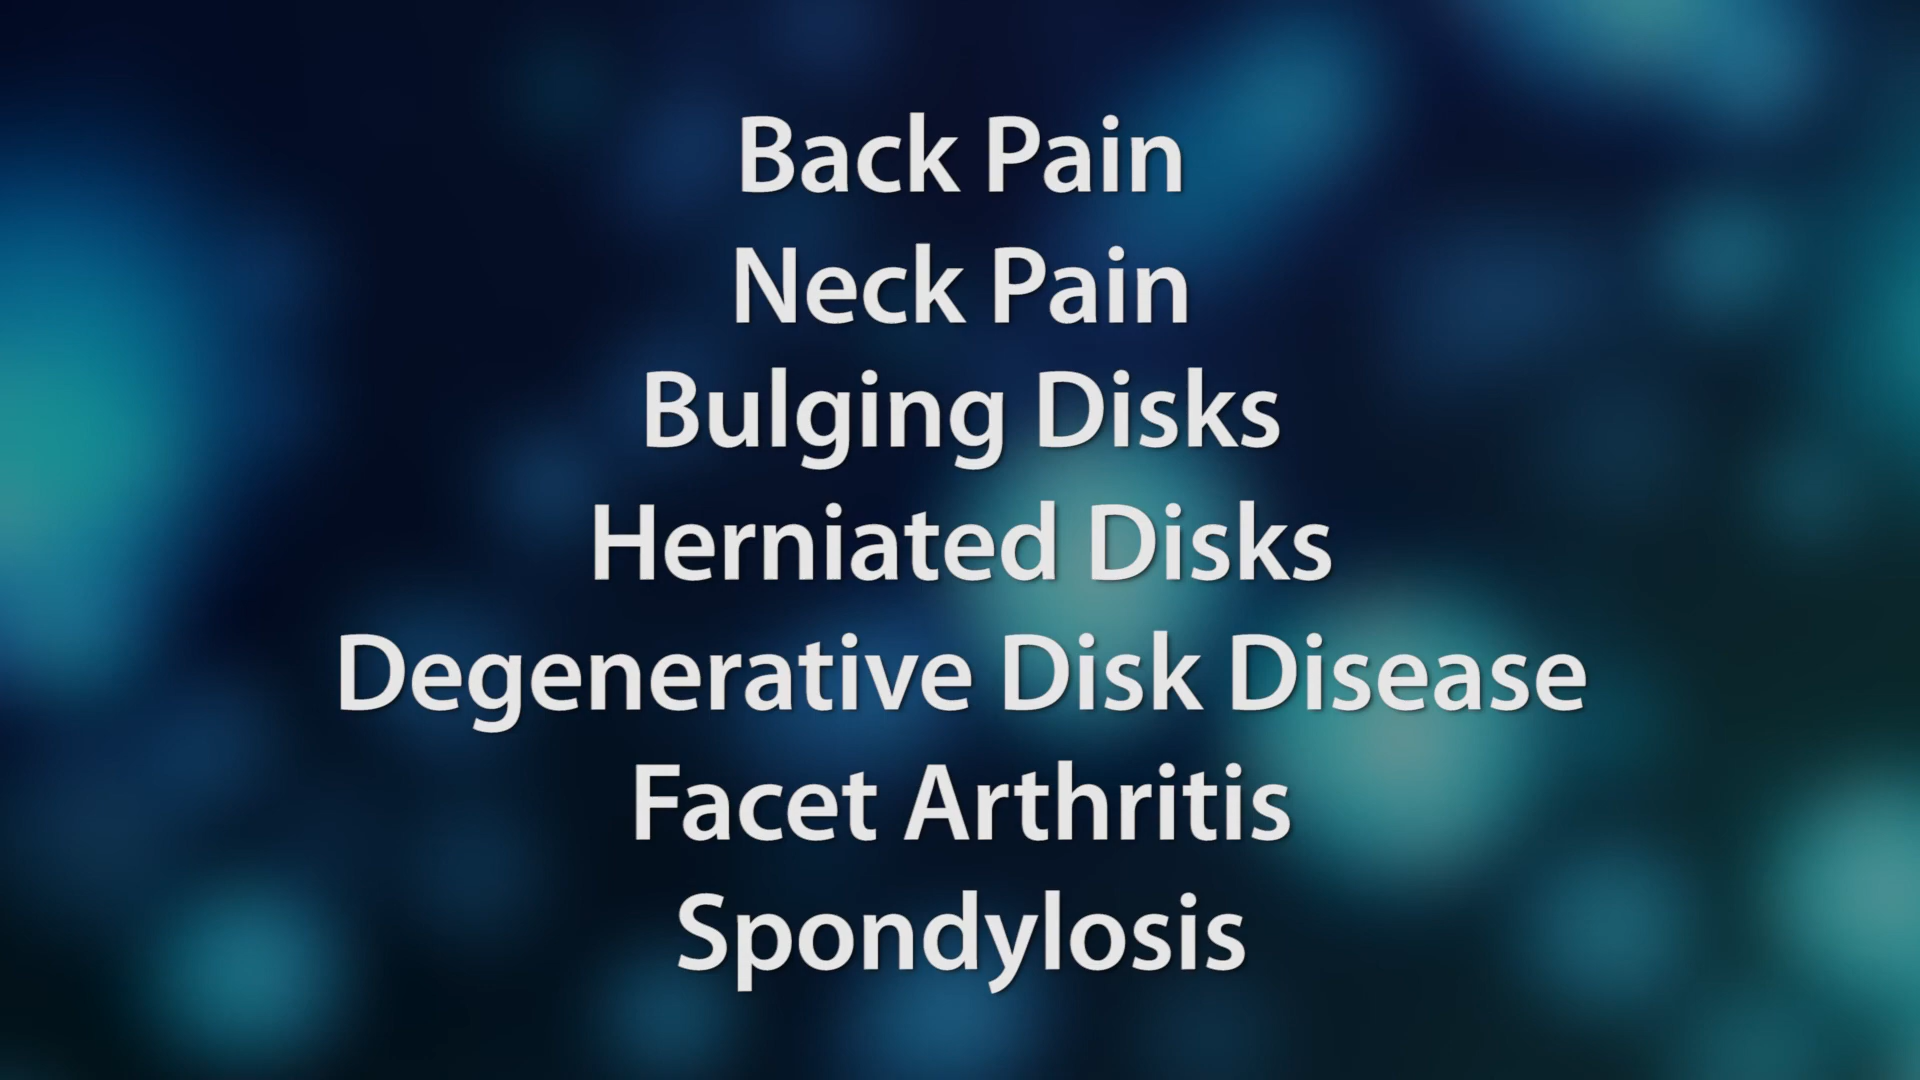 Back Pain
Neck Pain
Bulging Disks
Herniated Disks
Degenerative Disk Disease
Facet Arthritis
Spondylosis